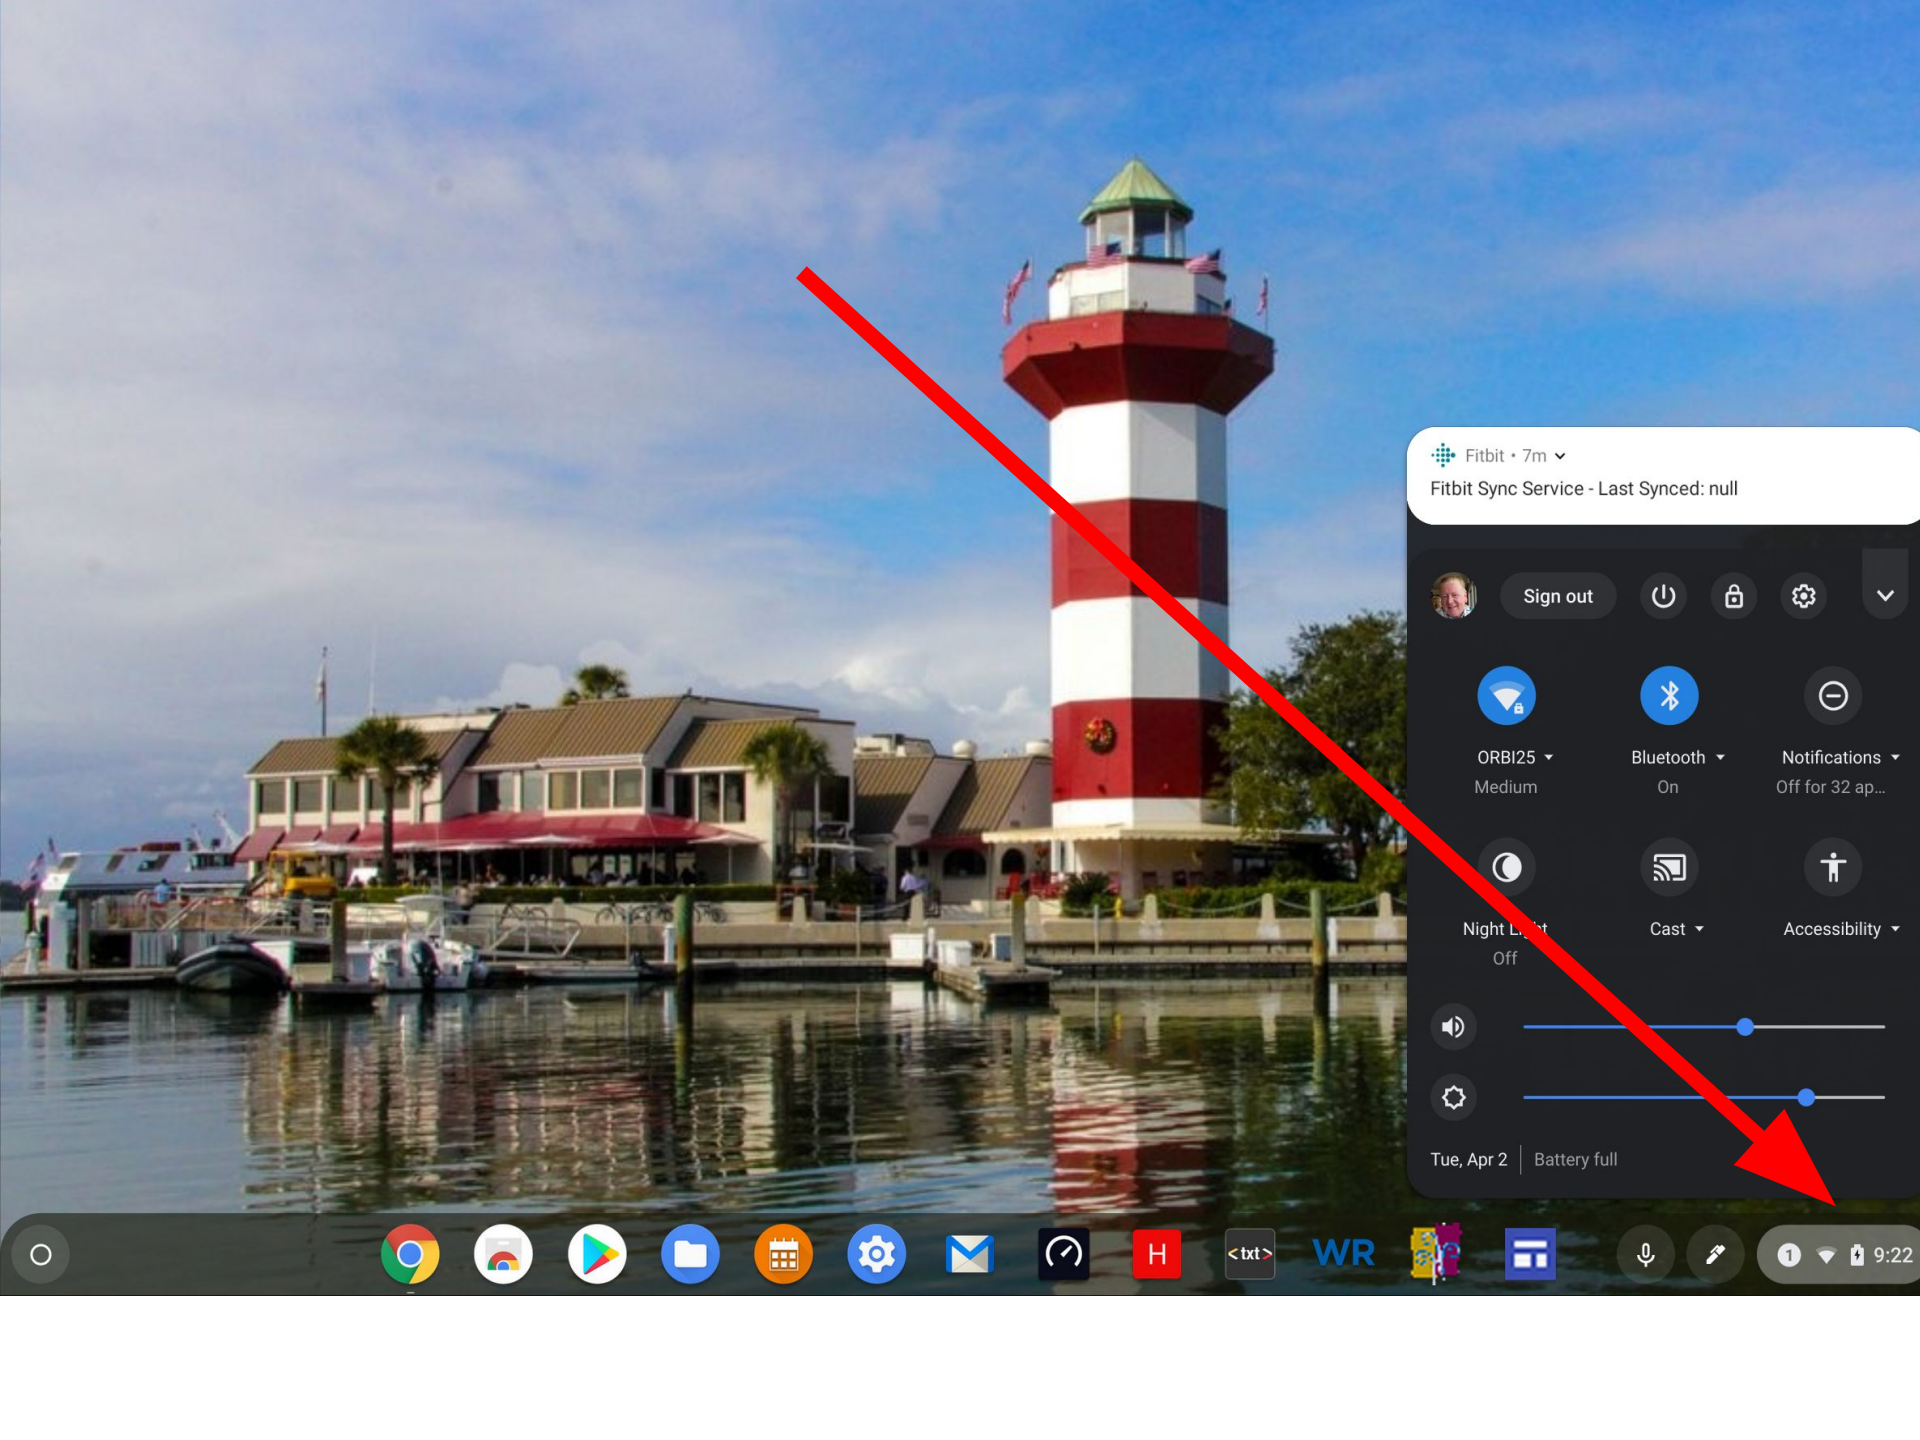 Fitbit • 7m
Fitbit Sync Service - Last Synced: null
Sign out
ORBI25
Medium
Bluetooth
On
Notifications
Off for 32 ap...
Night Light
Off
Cast
Accessibility
Tue, Apr 2
Battery full
H
<txt>
WR
1
9:22